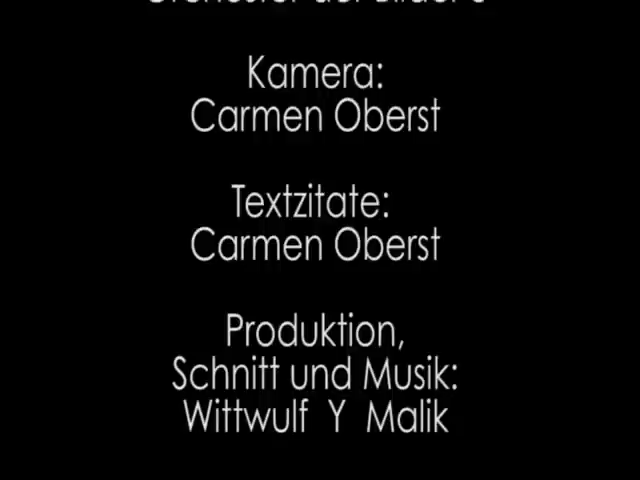 Kamera:
Carmen Oberst
Textzitate:
Carmen Oberst
Produktion,
Schnitt und Musik:
Wittwulf Y Malik